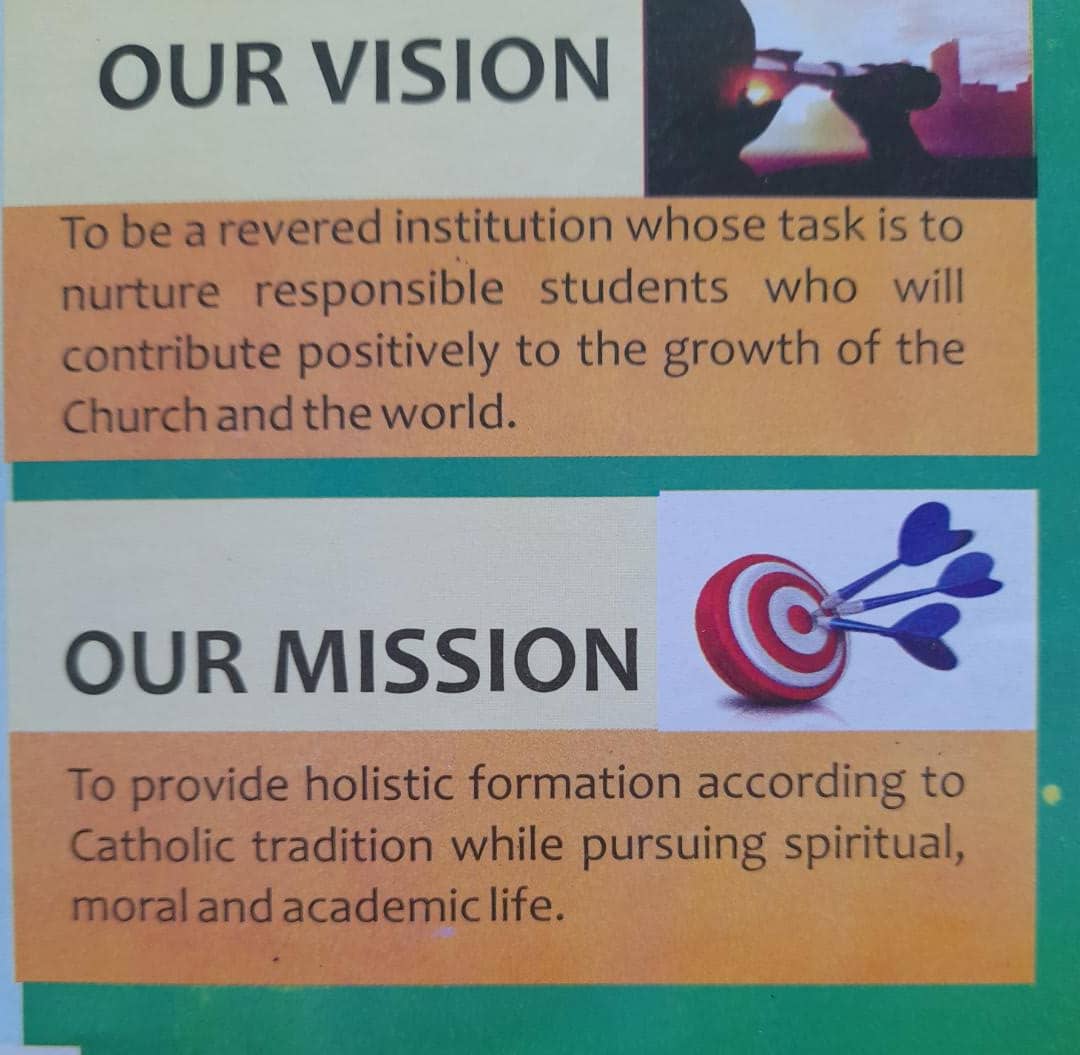 OUR VISION
To be a revered institution whose task is to
nurture responsible students who will
contribute positively to the growth of the
Church and the world.
OUR MISSION
To provide holistic formation according to
Catholic tradition while pursuing spiritual,
moral and academic life.